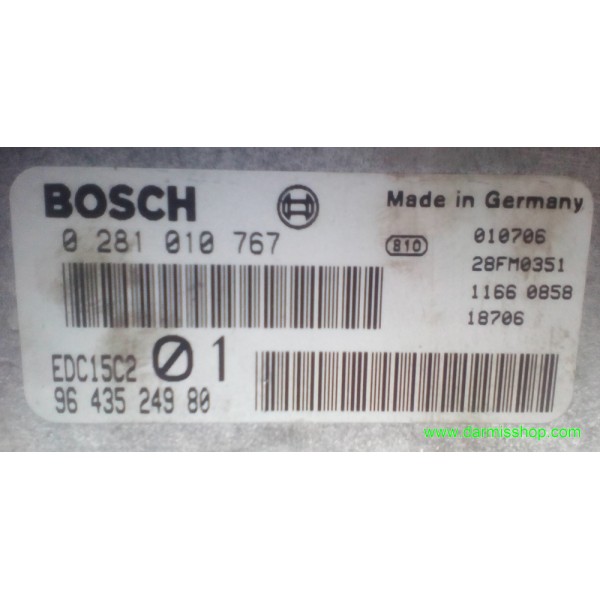 BOSCH
Made in Germany
0 281 010 767
810
010706
28FM0351
1166 0858
18706
EDC15C2
01
96 435 249 80
www.darmisshop.com